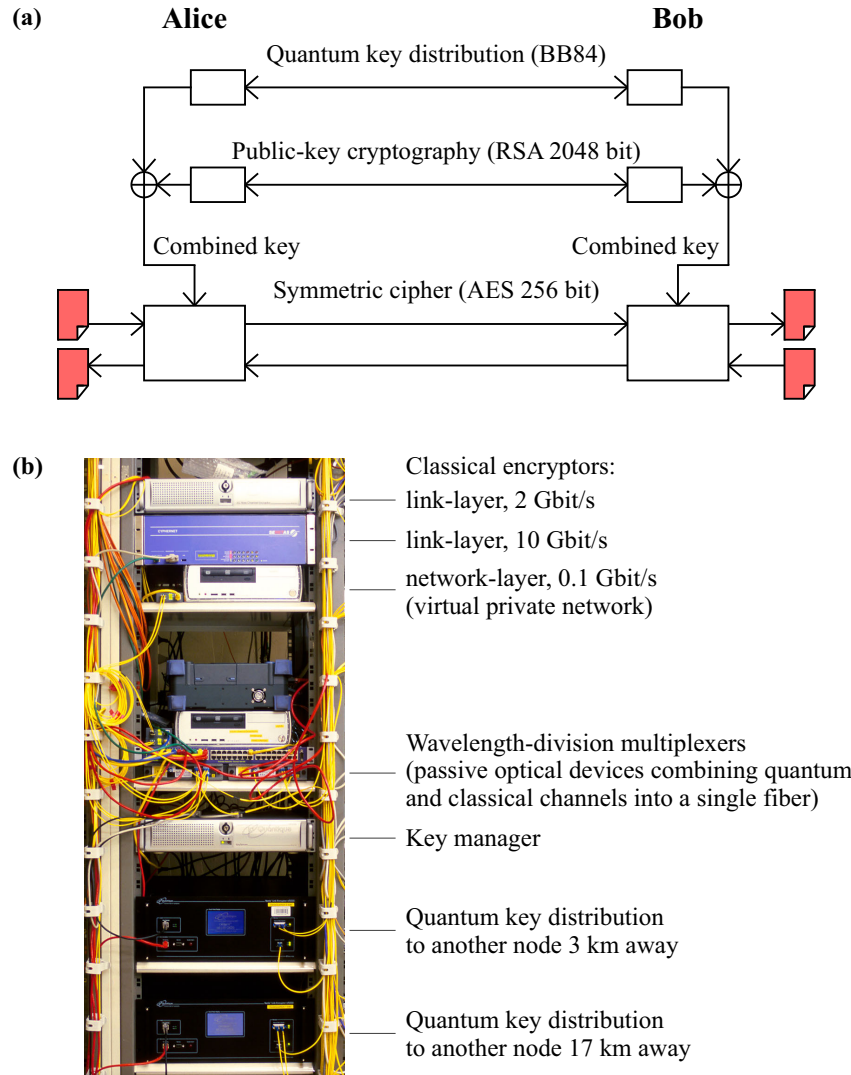 (a)
Alice
Bob
Quantum key distribution (BB84)
Public-key cryptography (RSA 2048 bit)
Combined key
Combined key
Symmetric cipher (AES 256 bit)
(b)
Classical encryptors:
link-layer, 2 Gbit/s
link-layer, 10 Gbit/s
network-layer, 0.1 Gbit/s
(virtual private network)
Wavelength-division multiplexers
(passive optical devices combining quantum
and classical channels into a single fiber)
Key manager
Quantum key distribution
to another node 3 km away
Quantum key distribution
to another node 17 km away